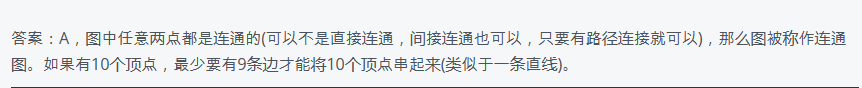 答案：A，图中任意两点都是连通的(可以不是直接连通，间接连通也可以，只要有路径连接就可以)，那么图被称作连通
图。如果有10个顶点，最少要有9条边才能将10个顶点串起来(类似于一条直线)。